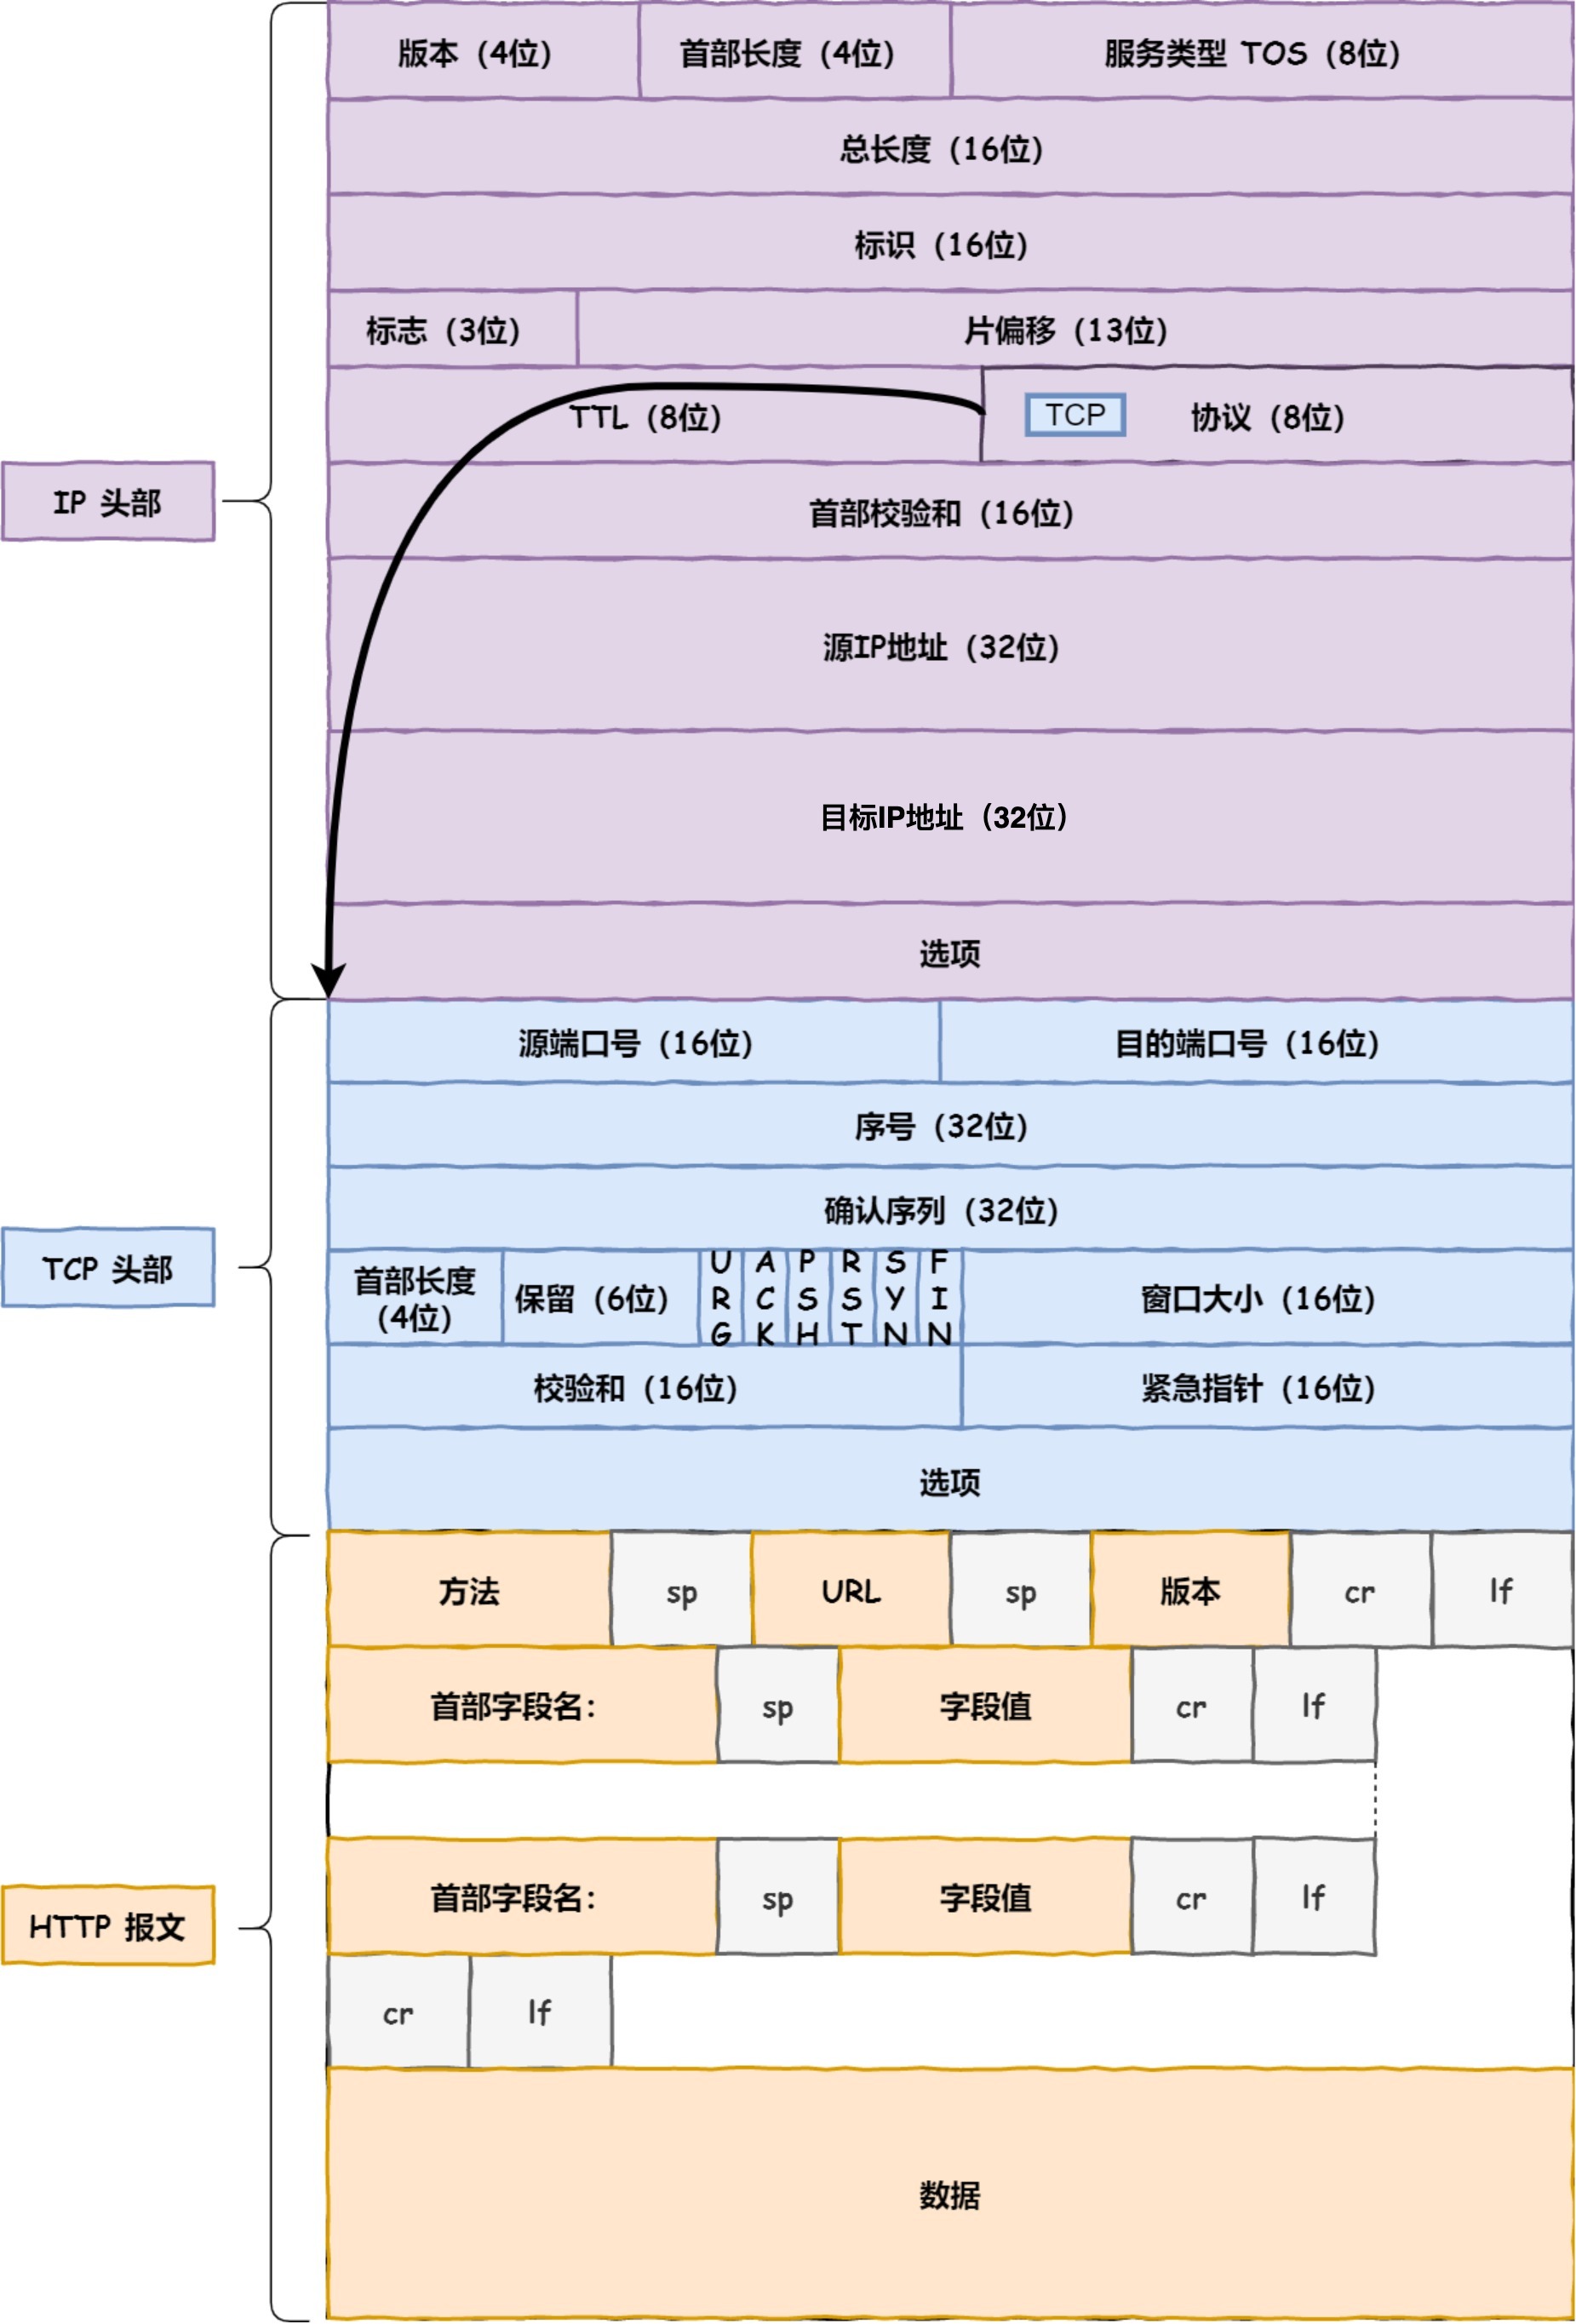 版本（4位） 首部长度（4位） 服务类型 TOS（8位）
总长度（16位）
标识（16位）
标志（3位） 片偏移（13位）
TTL（8位） TCP 协议（8位）
IP 头部
首部校验和（16位）
源IP地址（32位）
目标IP地址（32位）
选项
源端口号（16位） 目的端口号（16位）
序号（32位）
确认序列（32位）
TCP 头部
首部长度
（4位）
保留（6位） URG ACK PSH RST SYN FIN 窗口大小（16位）
校验和（16位） 紧急指针（16位）
选项
方法 sp URL sp 版本 cr lf
首部字段名： sp 字段值 cr lf
首部字段名： sp 字段值 cr lf
HTTP 报文
cr lf
数据